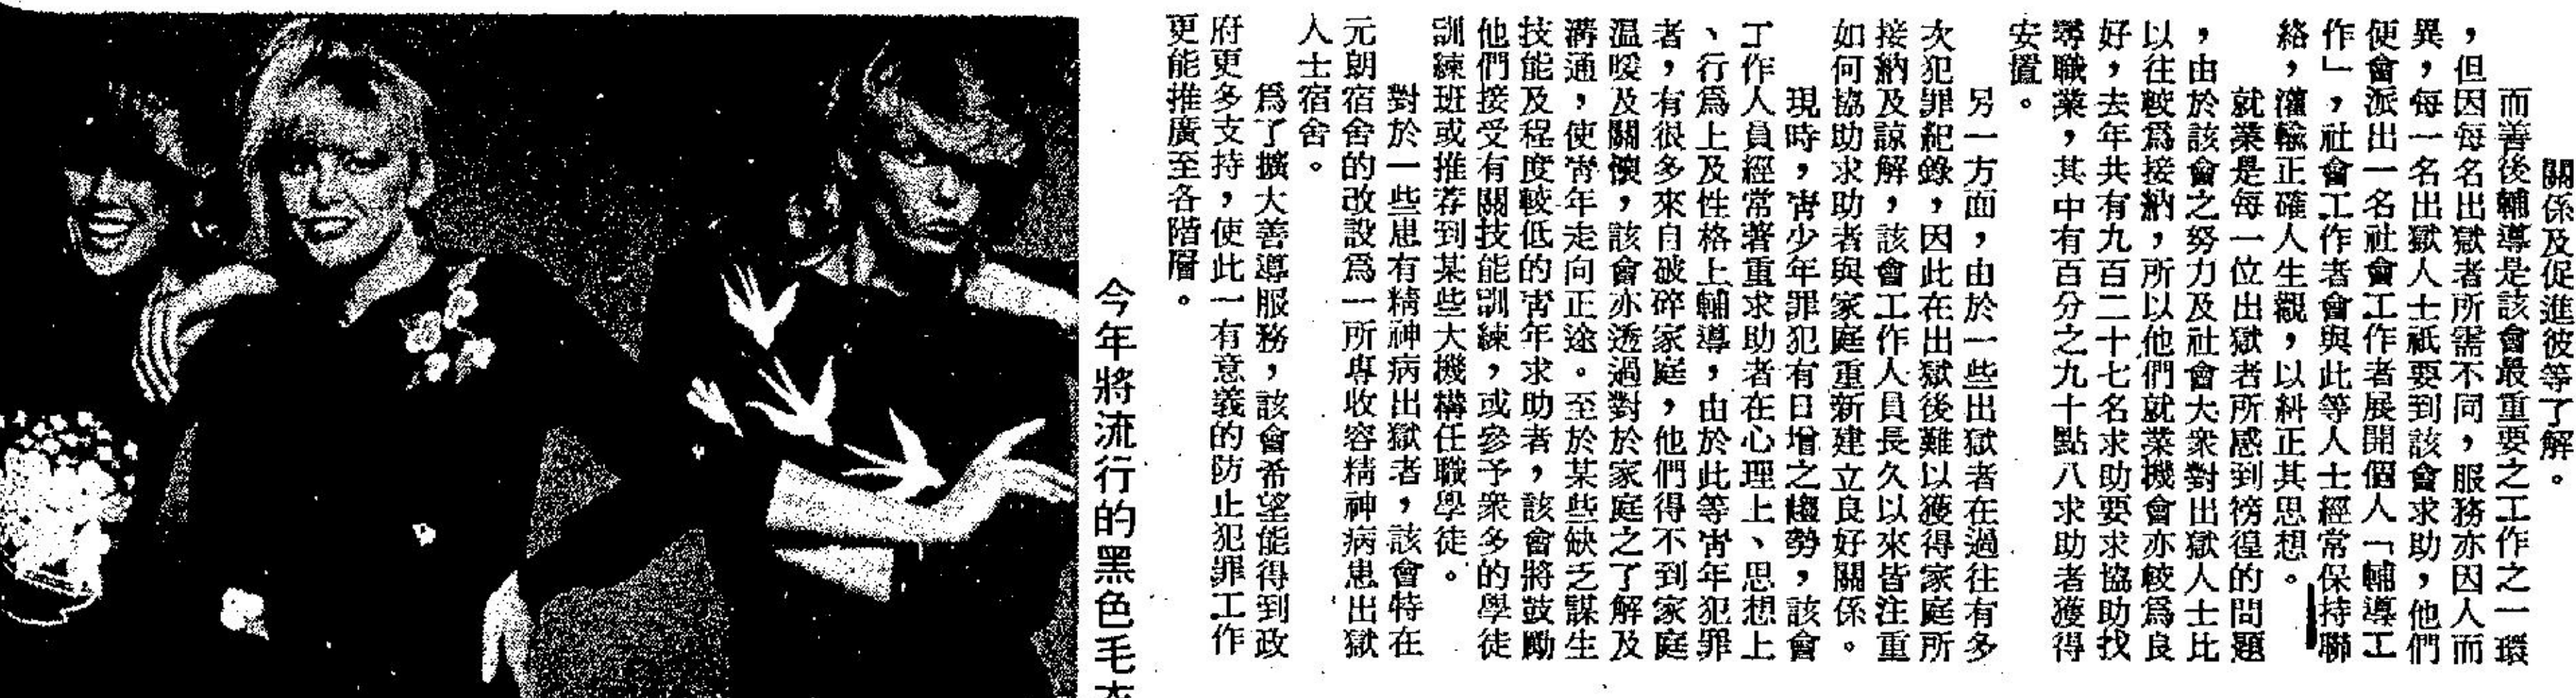 關係及促進彼等了解。
而善後輔導是該會最重要之工作之一環
，但因每名出獄者所需不同，服務亦因人而
異，每一名出獄人士祇要到該會求助，他們
便會派出一名社會工作者展開個人「輔導工
作」，社會工作者會與此等人士經常保持聯
絡，灌輸正確人生觀，以糾正其思想。
就業是每一位出獄者所感到徬徨的問題
，由於該會之努力及社會大衆對出獄人士比
以往較爲接納，所以他們就業機會亦較爲良
好，去年共有九百二十七名求助要求協助找
尋職業，其中有百分之九十點八求助者獲得
安置。
另一方面，由於一些出獄者在過往有多
次犯罪紀錄，因此在出獄後難以獲得家庭所
接納及諒解，該會工作人員長久以來皆注重
如何協助求助者與家庭重新建立良好關係。
現時，靑少年罪犯有日增之趨勢，該會
工作人員經常著重求助者在心理上、思想上
、行爲上及性格上輔導，由於此等靑年犯罪
者，有很多來自破碎家庭，他們得不到家庭
溫暖及關懷，該會亦透過對於家庭之了解及
溝通，使靑年走向正途。至於某些缺乏謀生
技能及程度較低的靑年求助者，該會將鼓勵
他們接受有關技能訓練，或參予衆多的學徒
訓練班或推荐到某些大機構任職學徒。
對於一些患有精神病出獄者，該會特在
元朗宿舍的改設爲一所專收容精神病患出獄
人士宿舍。
爲了擴大善導服務，該會希望能得到政
府更多支持，使此一有意義的防止犯罪工作
更能推廣至各階層。
今年將流行的黑色毛